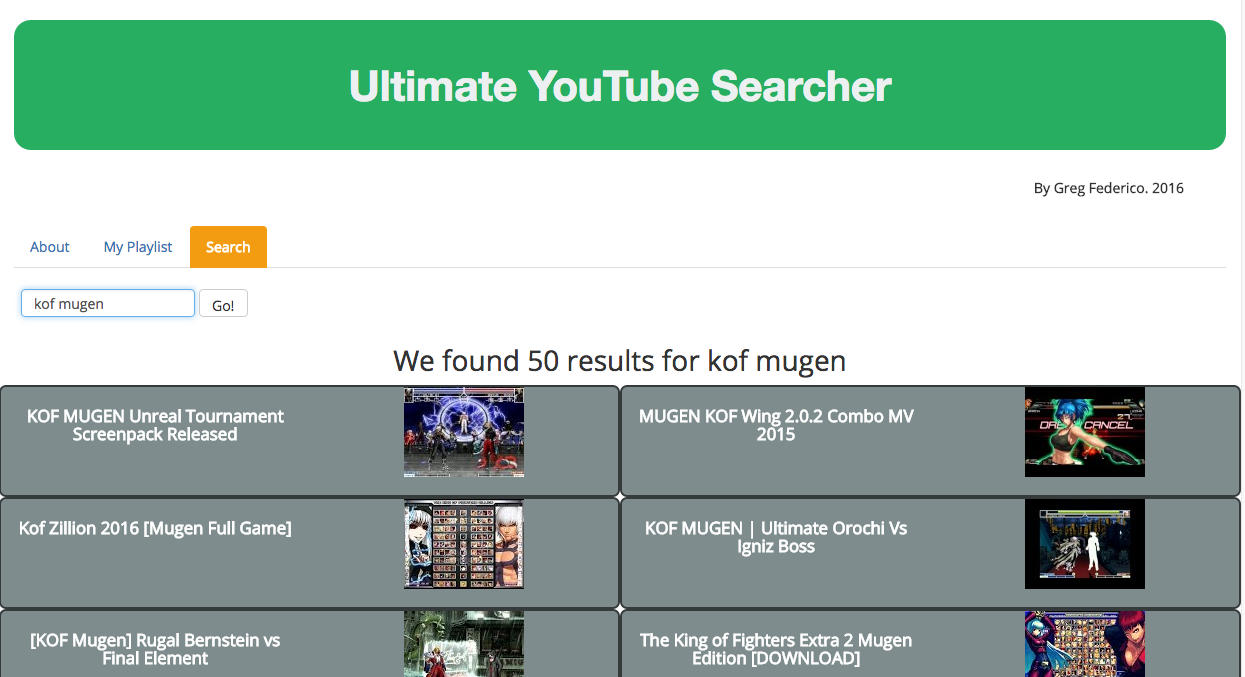 Ultimate YouTube Searcher
By Greg Federico. 2016
About My Playlist Search
kof mugen Go!
We found 50 results for kof mugen
KOF MUGEN Unreal Tournament
Screenpack Released
MUGEN KOF Wing 2.0.2 Combo MV
2015
CANCEL
Kof Zillion 2016 [Mugen Full Game]
KOF MUGEN | Ultimate Orochi Vs
Igniz Boss
[KOF Mugen] Rugal Bernstein vs
Final Element
The King of Fighters Extra 2 Mugen
Edition [DOWNLOAD]